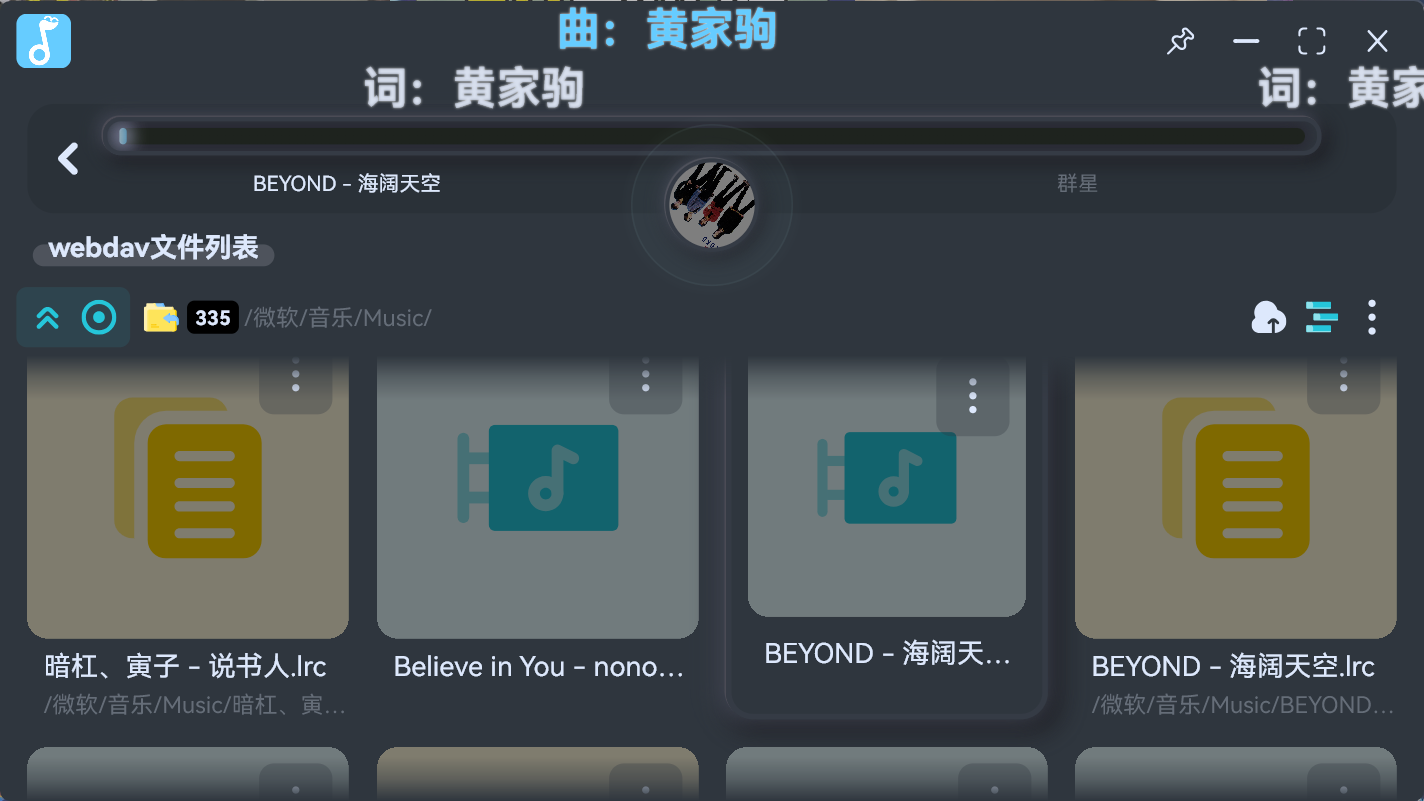 曲：黄家驹
词：黄家驹
词：黄家
BEYOND – 海阔天空
群星
webdav文件列表
335 /微软/音乐/Music/
暗杠、寅子 – 说书人.lrc
/微软/音乐/Music/暗杠、寅...
Believe in You – nono...
BEYOND – 海阔天...
BEYOND – 海阔天空.lrc
/微软/音乐/Music/BEYOND...